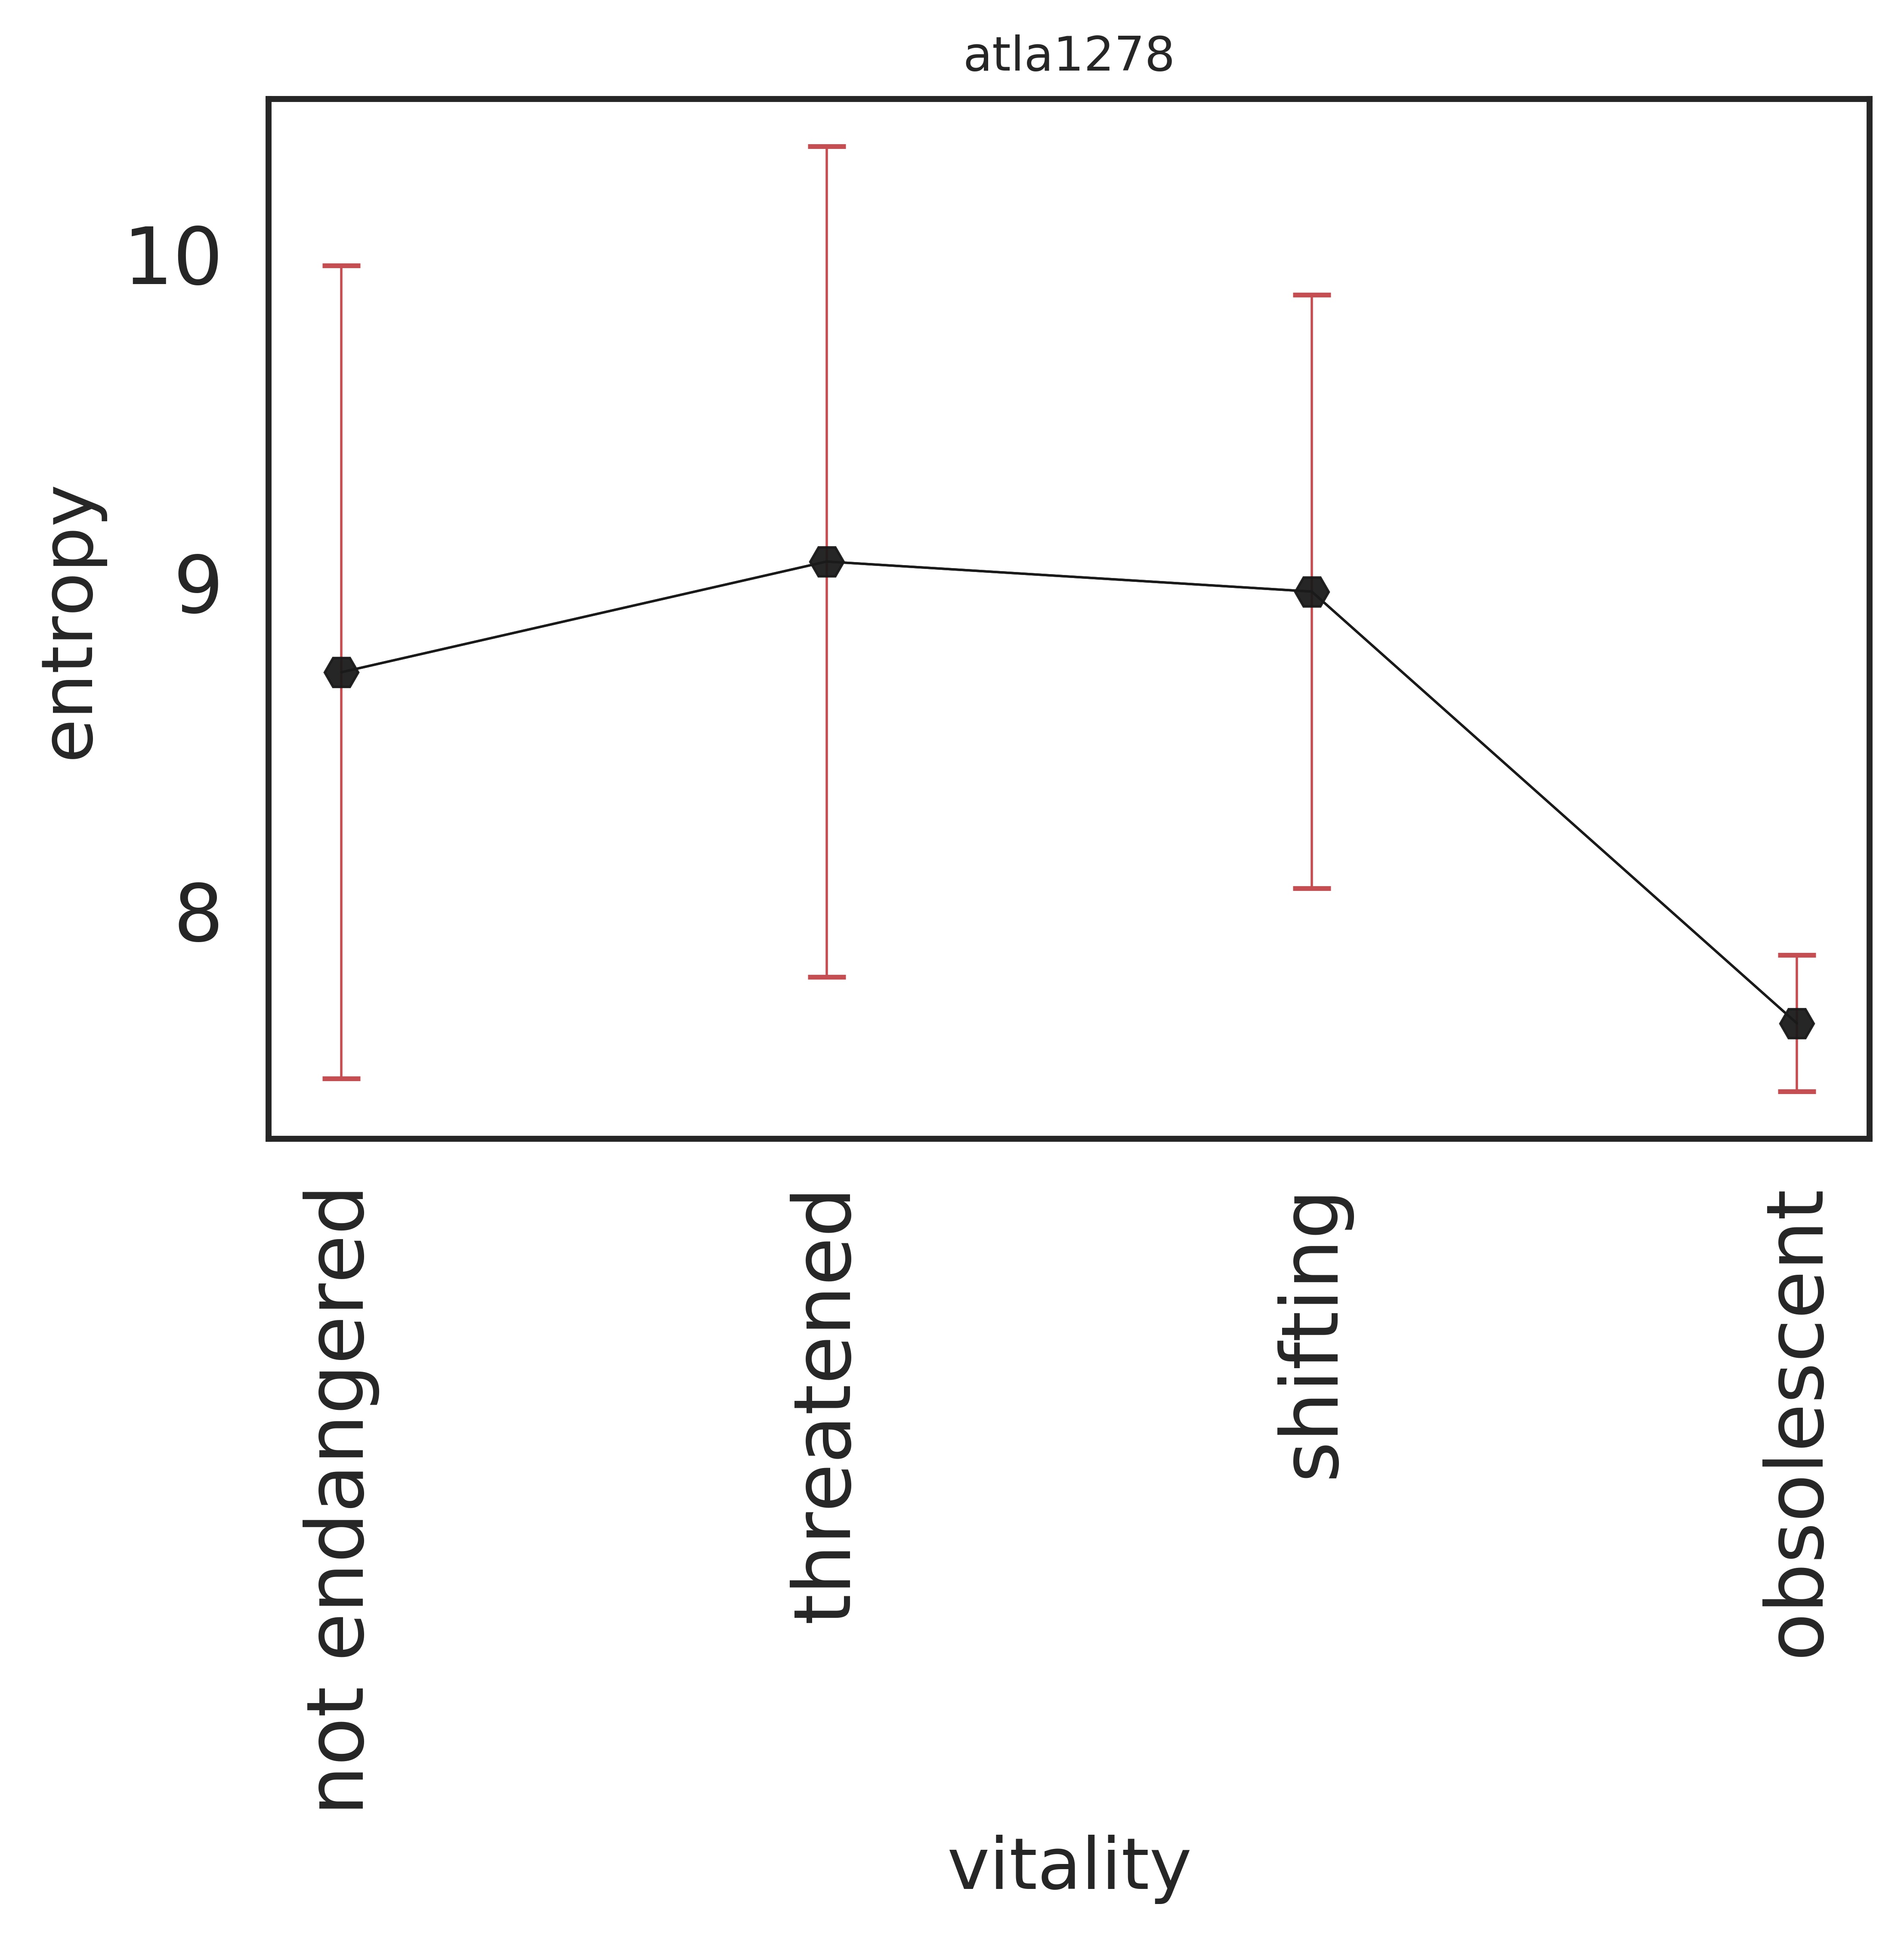 atla1278
10
9
8
entropy
not endangered
threatened
shifting
obsolescent
vitality